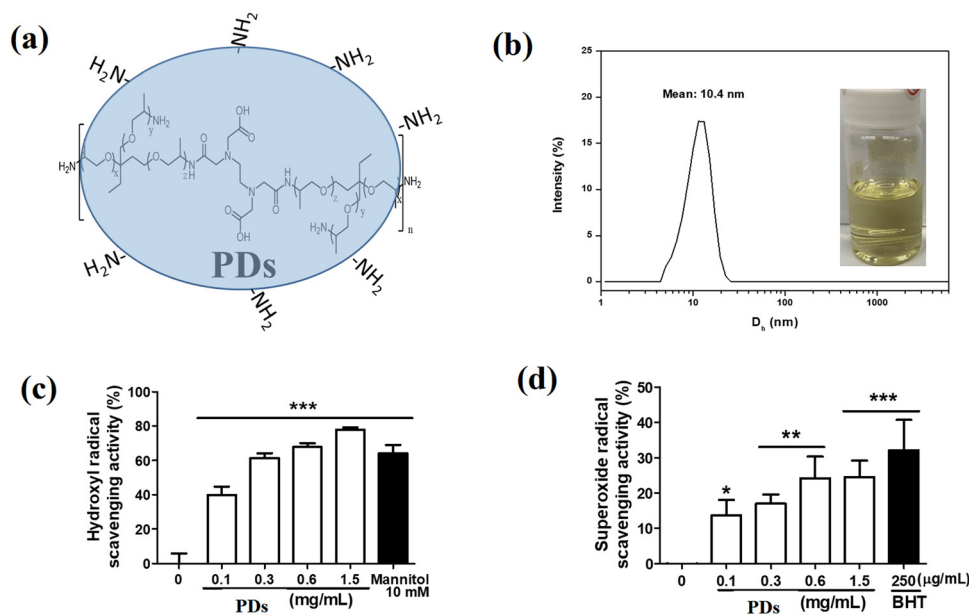 (a)
-NH2
H2N-
-NH2
-NH2
NH2
y
O
OH
H2N
x
z
N
H
O
N
N
O
H
N
z
NH2
x
O
OH
y
H2N
n
PDs
H2N-
-NH2
-NH2
(b)
Mean: 10.4 nm
Intensity (%)
25
20
15
10
5
0
1 10 100 1000
Dh (nm)
(c)
Hydroxyl radical
scavenging activity (%)
100
80
60
40
20
0
***
0 0.1 0.3 0.6 1.5 Mannitol
PDs (mg/mL) 10 mM
(d)
Superoxide radical
scavenging activity (%)
50
40
30
20
10
0
*
**
***
0 0.1 0.3 0.6 1.5 250 (μg/mL)
PDs (mg/mL) BHT